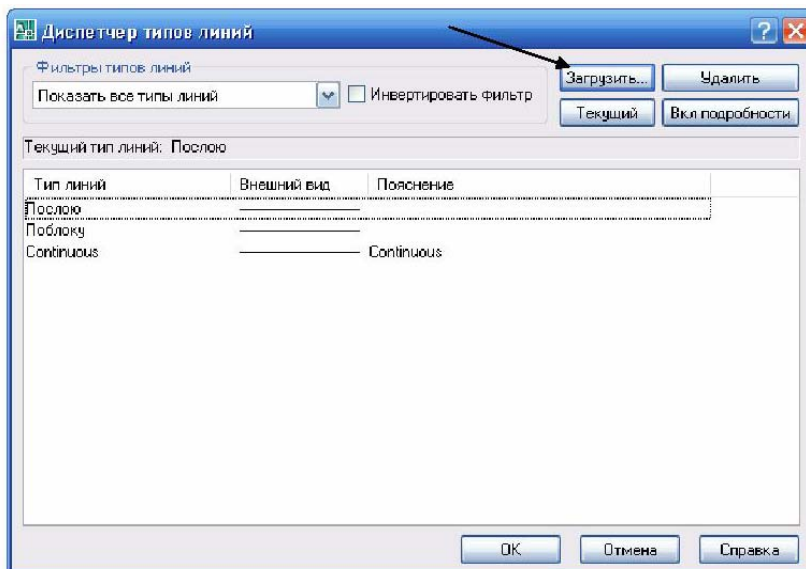 Диспетчер типов линий
Фильтры типов линий
Показать все типы линий
Инвертировать фильтр
Загрузить...
Удалить
Текущий
Вкл подробности
Текущий тип линий: Послою
Тип линий Внешний вид Пояснение
Послою
Поблоку
Continuous Continuous
OK Отмена Справка